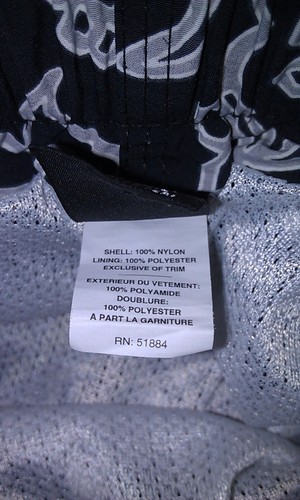 SHELL: 100% NYLON
LINING: 100% POLYESTER
EXCLUSIVE OF TRIM
EXTERIEUR DU VETEMENT:
100% POLYAMIDE
DOUBLURE:
100% POLYESTER
A PART LA GARNITURE
RN: 51884